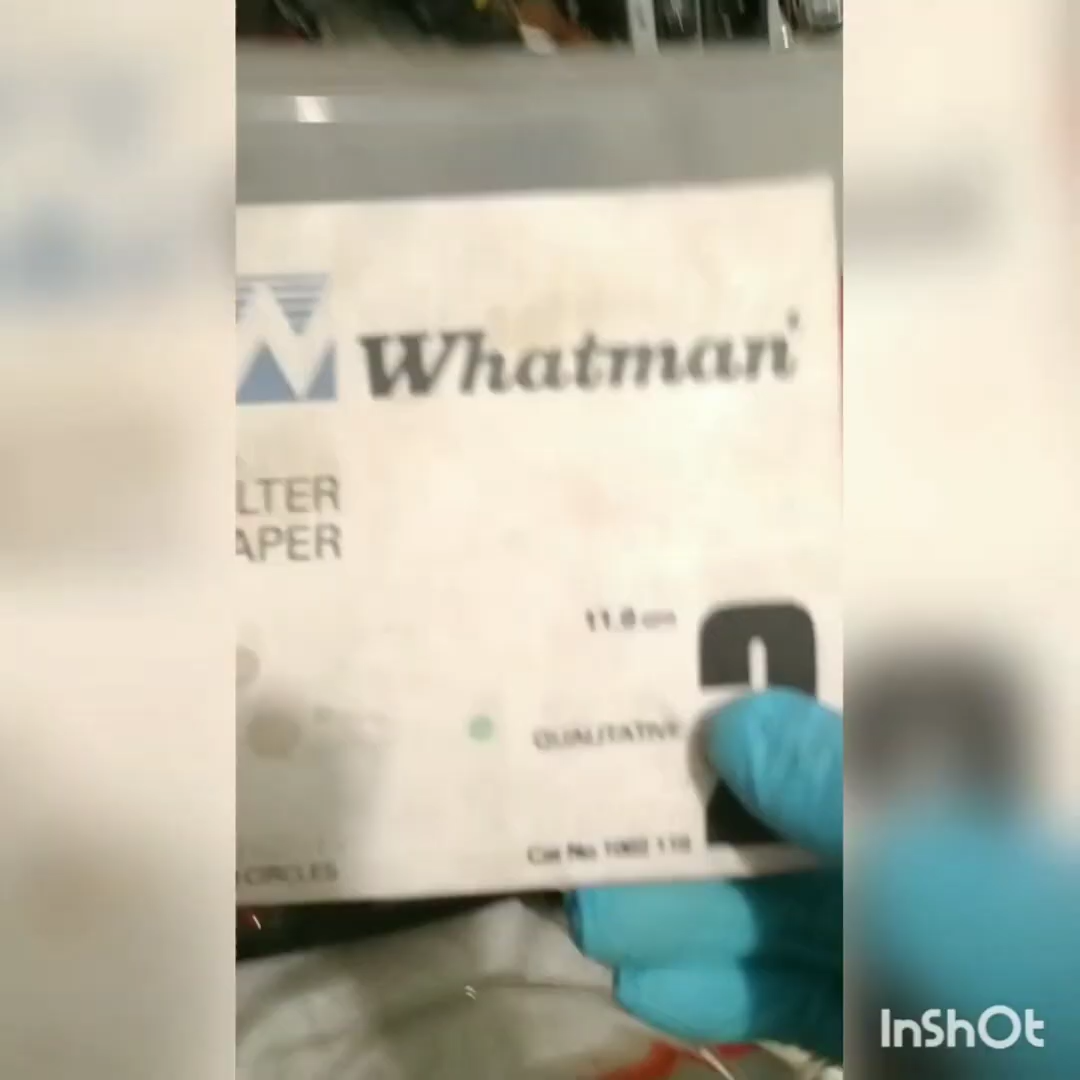 Whatman
LTER
APER
11.0 cm
QUALITATIVE
Cat No 1002 110
CIRCLES
InShOt